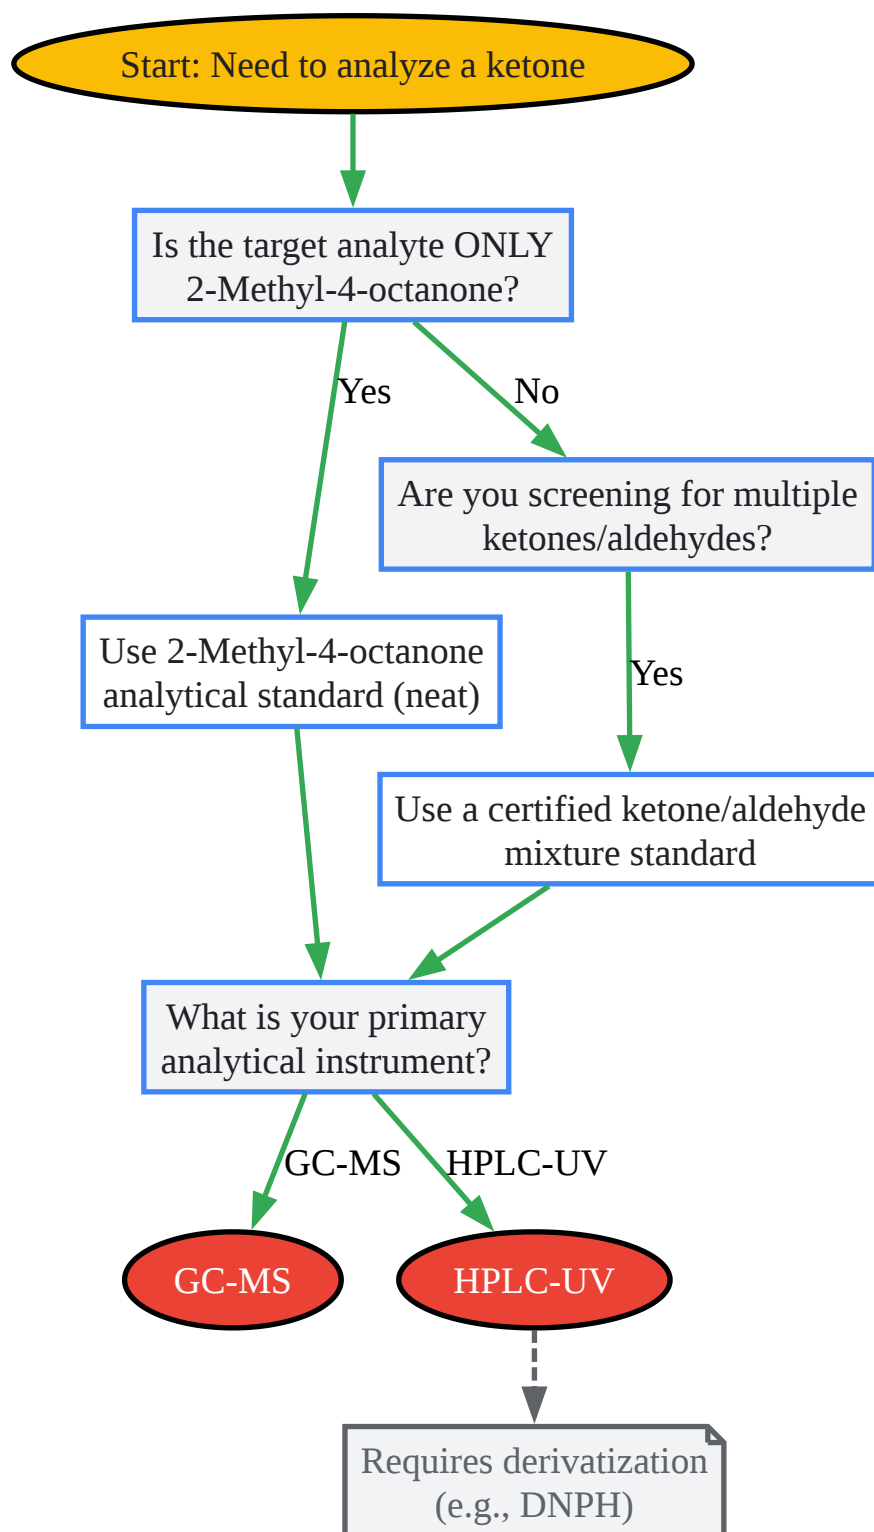 Start: Need to analyze a ketone
Is the target analyte ONLY
2-Methyl-4-octanone?
Yes
No
Are you screening for multiple
ketones/aldehydes?
Use 2-Methyl-4-octanone
analytical standard (neat)
Yes
Use a certified ketone/aldehyde
mixture standard
What is your primary
analytical instrument?
GC-MS
HPLC-UV
GC-MS
HPLC-UV
Requires derivatization
(e.g., DNPH)